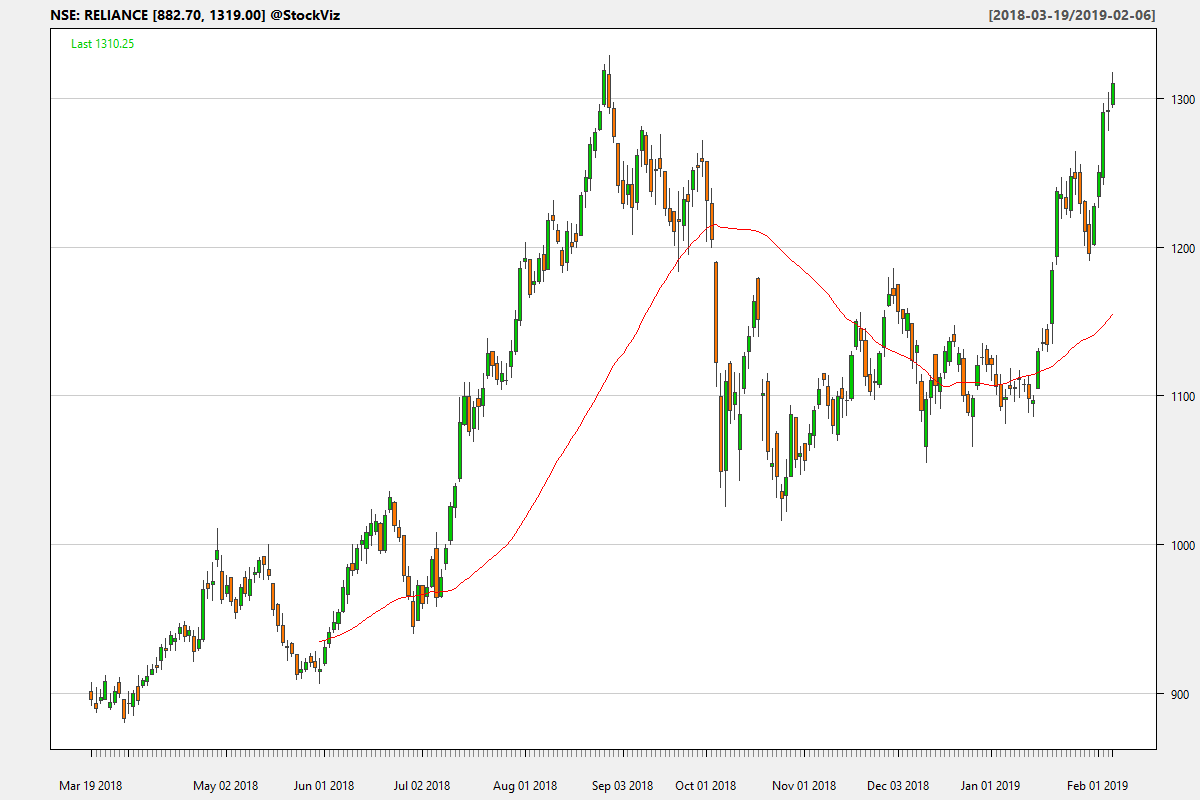 NSE: RELIANCE [882.70, 1319.00] @StockViz
[2018-03-19/2019-02-06]
Last 1310.25
1300
1200
1100
1000
900
Mar 19 2018 May 02 2018 Jun 01 2018 Jul 02 2018 Aug 01 2018 Sep 03 2018 Oct 01 2018 Nov 01 2018 Dec 03 2018 Jan 01 2019 Feb 01 2019